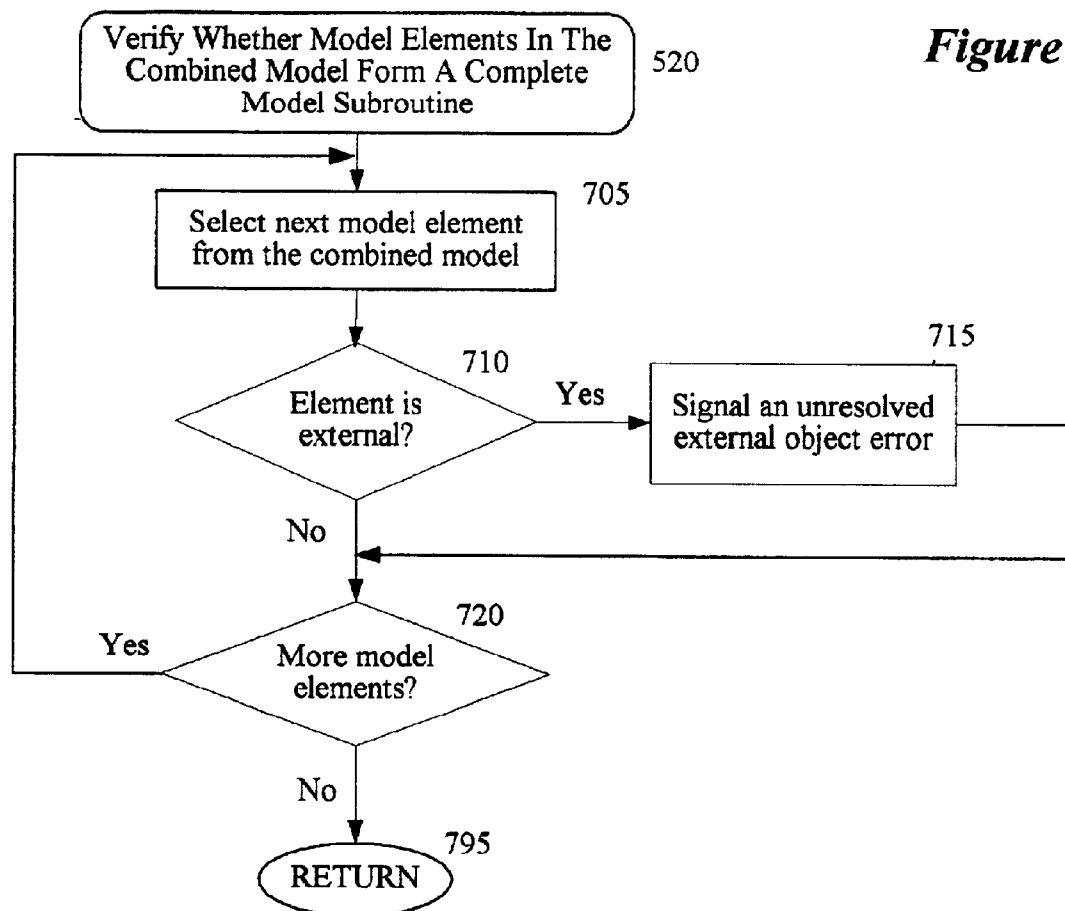 Verify Whether Model Elements In The
Combined Model Form A Complete
Model Subroutine
520
Figure
705
Select next model element
from the combined model
710
Element is
external?
Yes
715
Signal an unresolved
external object error
No
720
Yes
More model
elements?
No
795
RETURN